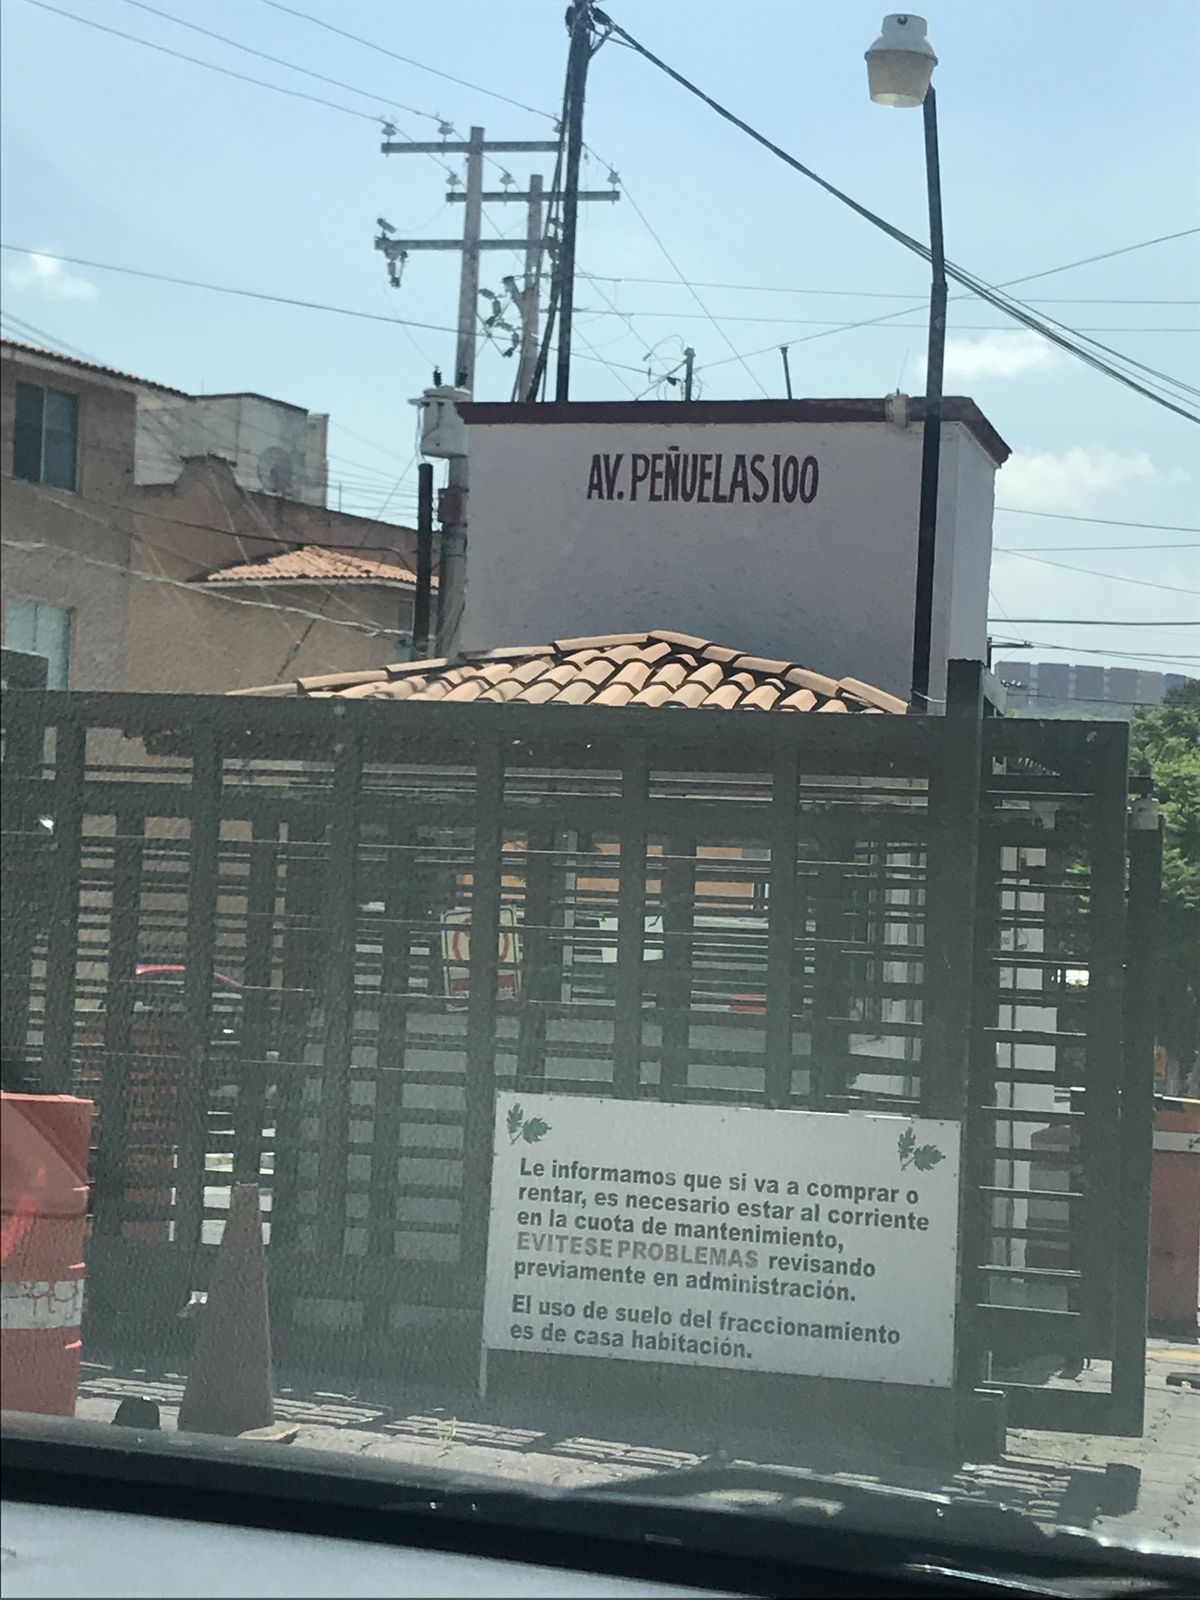 AV. PEÑUELAS 100
Le informamos que si va a comprar o
rentar, es necesario estar al corriente
en la cuota de mantenimiento,
EVITESE PROBLEMAS revisando
previamente en administración.
El uso de suelo del fraccionamiento
es de casa habitación.